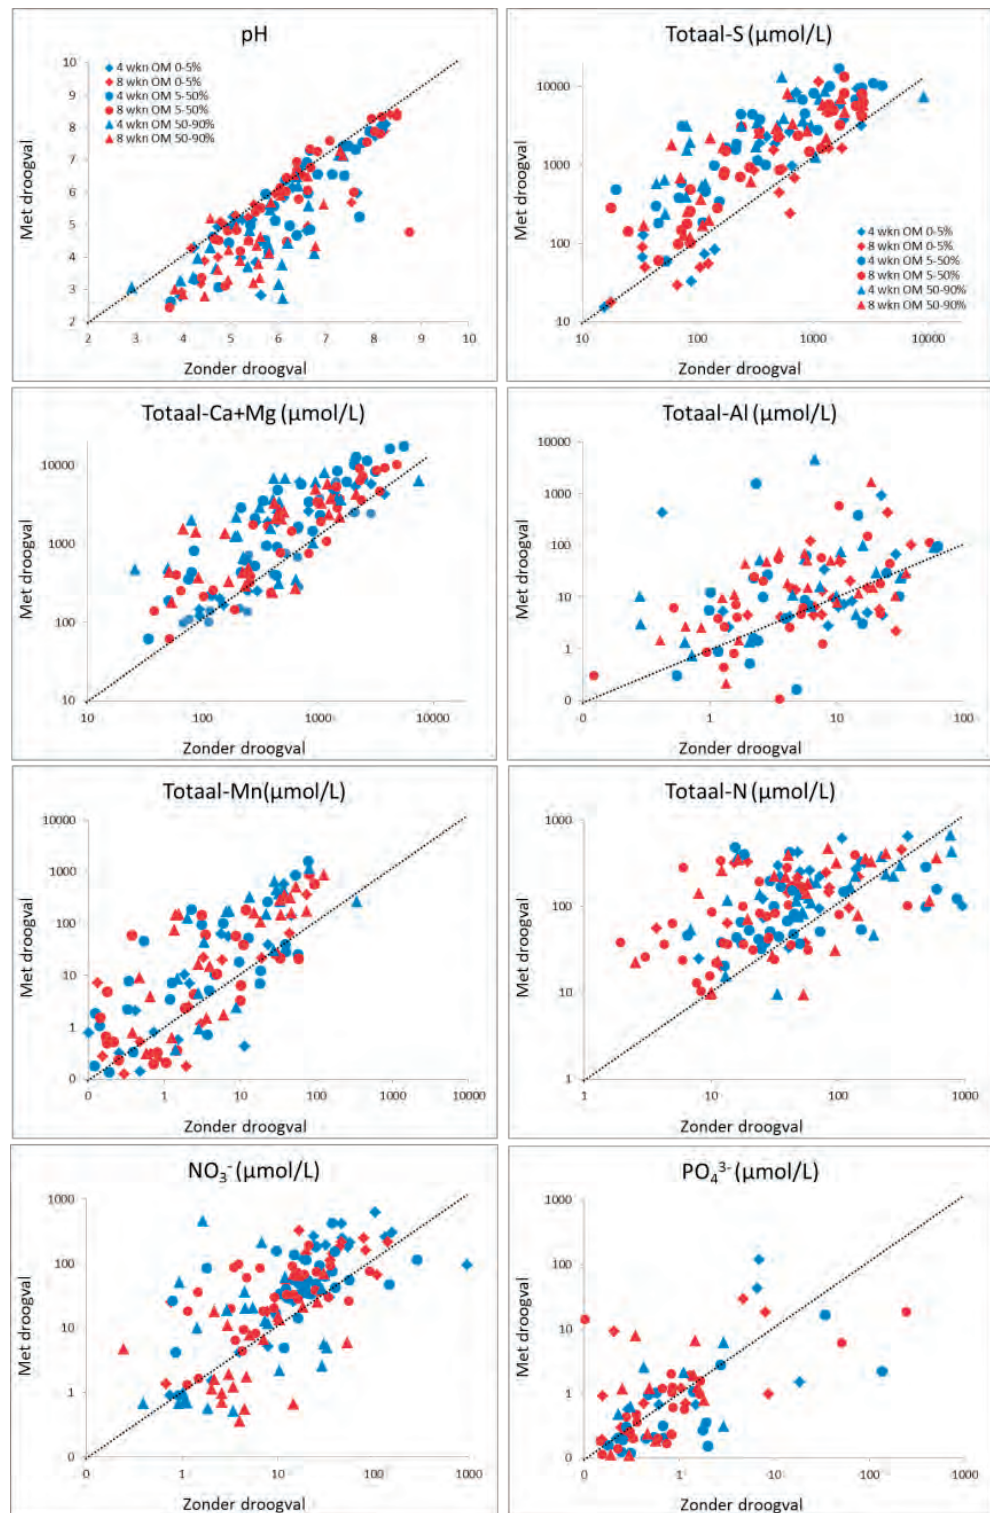 pH
Met droogval
10
9
8
7
6
5
4
3
2
4 wkn OM 0-5%
8 wkn OM 0-5%
4 wkn OM 5-50%
8 wkn OM 5-50%
4 wkn OM 50-90%
8 wkn OM 50-90%
2 3 4 5 6 7 8 9 10
Zonder droogval
Totaal-S (µmol/L)
Met droogval
10000
1000
100
10
4 wkn OM 0-5%
8 wkn OM 0-5%
4 wkn OM 5-50%
8 wkn OM 5-50%
4 wkn OM 50-90%
8 wkn OM 50-90%
10 100 1000 10000
Zonder droogval
Totaal-Ca+Mg (µmol/L)
Met droogval
10000
1000
100
10
10 100 1000 10000
Zonder droogval
Totaal-Al (µmol/L)
Met droogval
10000
1000
100
10
1
0
0 1 10 100
Zonder droogval
Totaal-Mn(µmol/L)
Met droogval
10000
1000
100
10
1
0
0 1 10 100 1000 10000
Zonder droogval
Totaal-N (µmol/L)
Met droogval
1000
100
10
1
1 10 100 1000
Zonder droogval
NO₃⁻ (µmol/L)
Met droogval
1000
100
10
1
0
0 1 10 100 1000
Zonder droogval
PO₄³⁻ (µmol/L)
Met droogval
1000
100
10
1
0
0 1 10 100 1000
Zonder droogval